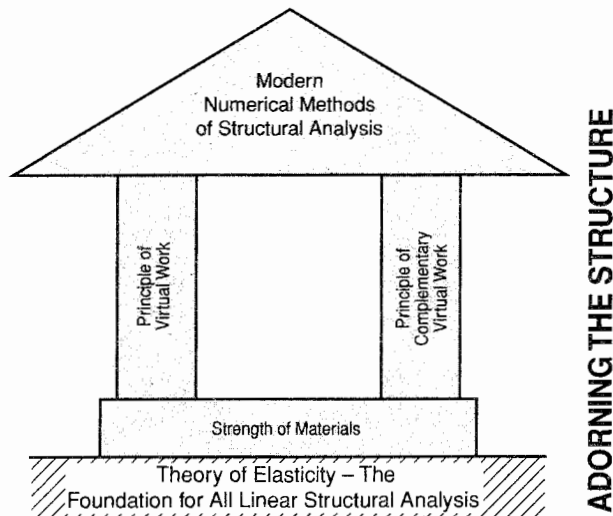 Modern
Numerical Methods
of Structural Analysis
Principle of
Virtual Work
Principle of
Complementary
Virtual Work
Strength of Materials
Theory of Elasticity – The
Foundation for All Linear Structural Analysis
ADORNING THE STRUCTURE